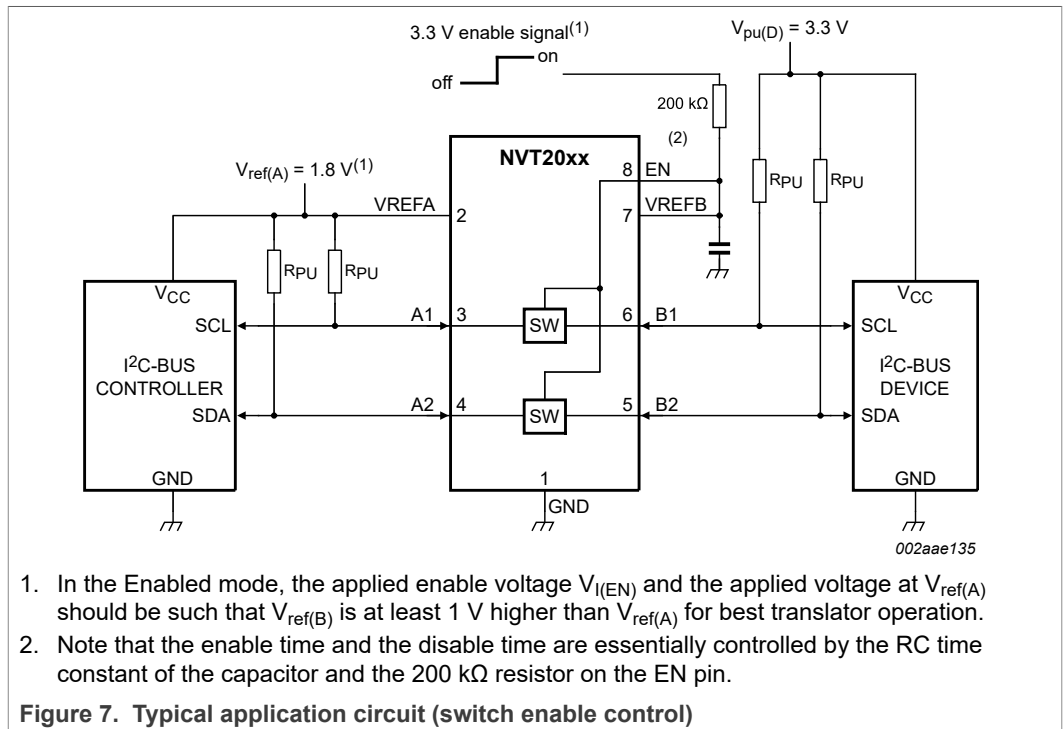 3.3 V enable signal(1)
Vpu(D) = 3.3 V
on
off
200 kΩ
(2)
NVT20xx
Vref(A) = 1.8 V(1)
8 EN
RPU RPU
VREFA 2
7 VREFB
RPU RPU
VCC
VCC
SCL A1 3 SW 6 B1 SCL
I2C-BUS
CONTROLLER
I2C-BUS
DEVICE
SDA A2 4 SW 5 B2 SDA
GND
1
GND
GND
002aae135
1. In the Enabled mode, the applied enable voltage VI(EN) and the applied voltage at Vref(A)
should be such that Vref(B) is at least 1 V higher than Vref(A) for best translator operation.
2. Note that the enable time and the disable time are essentially controlled by the RC time
constant of the capacitor and the 200 kΩ resistor on the EN pin.
Figure 7. Typical application circuit (switch enable control)